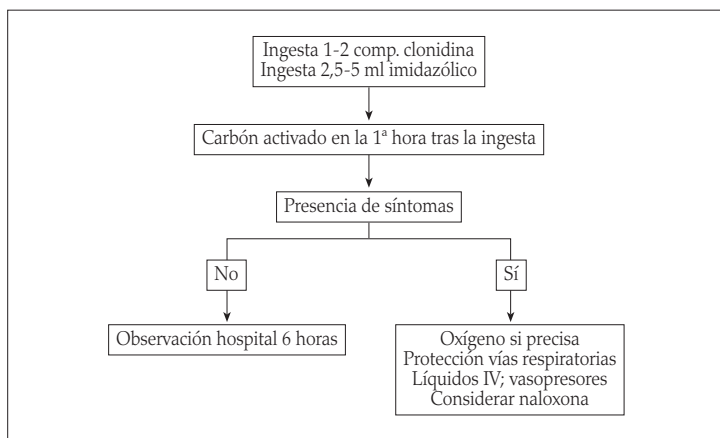 Ingesta 1-2 comp. clonidina
Ingesta 2,5-5 ml imidazólico
Carbón activado en la 1ª hora tras la ingesta
Presencia de síntomas
No
Sí
Observación hospital 6 horas
Oxígeno si precisa
Protección vías respiratorias
Líquidos IV; vasopresores
Considerar naloxona